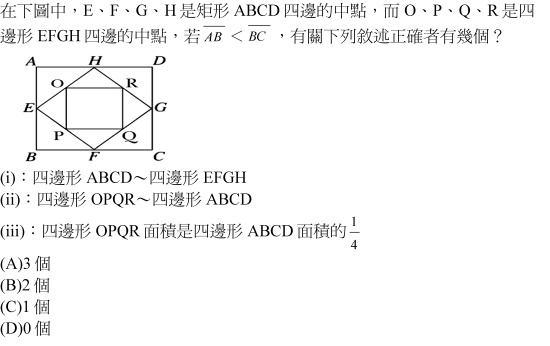 在下圖中，E、F、G、H 是矩形 ABCD 四邊的中點，而 O、P、Q、R 是四
邊形 EFGH 四邊的中點，若 \overline{AB} < \overline{BC} ，有關下列敘述正確者有幾個？
A H D
O R
E G
P Q
B F C
(i)：四邊形 ABCD～四邊形 EFGH
(ii)：四邊形 OPQR～四邊形 ABCD
(iii)：四邊形 OPQR 面積是四邊形 ABCD 面積的 1/4
(A)3 個
(B)2 個
(C)1 個
(D)0 個